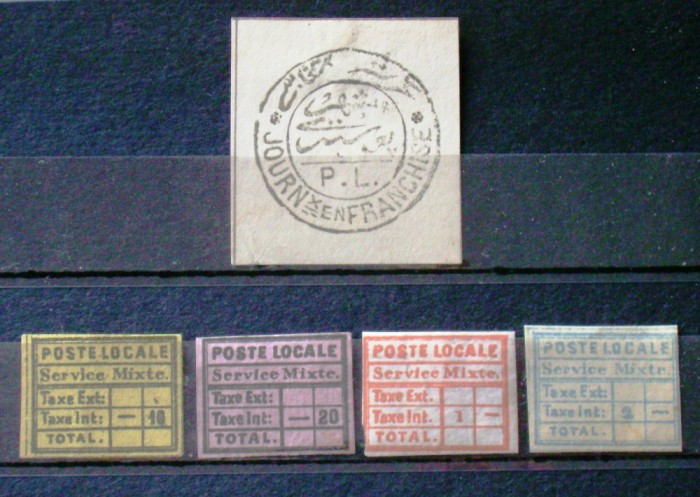 P. L.
JOURNX EN FRANCHISE
POSTE LOCALE
Service Mixte.
Taxe Ext:
Taxe Int: — 10
TOTAL.
POSTE LOCALE
Service Mixte.
Taxe Ext:
Taxe Int: — 20
TOTAL.
POSTE LOCALE
Service Mixte.
Taxe Ext.
Taxe Int. 1 —
TOTAL.
POSTE LOCALE
Service Mixte.
Taxe Ext:
Taxe Int: 2 —
TOTAL.